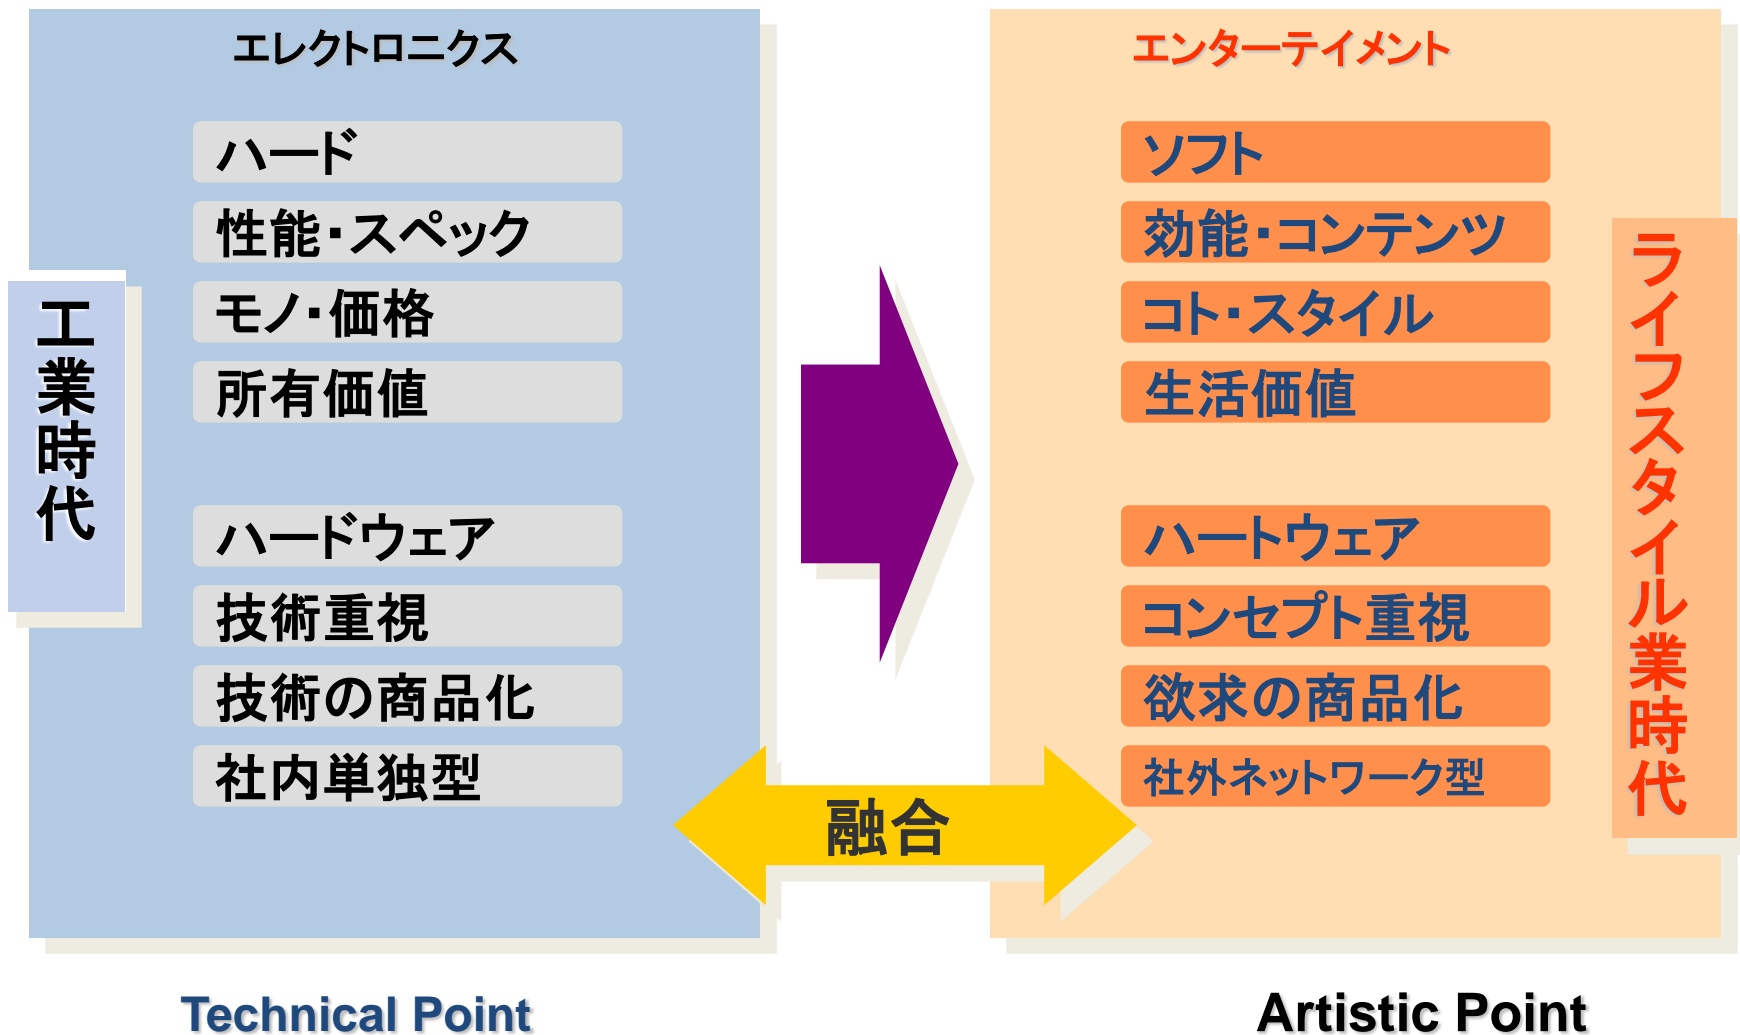 エレクトロニクス
ハード
性能・スペック
モノ・価格
所有価値
ハードウェア
技術重視
技術の商品化
社内単独型
工業時代
Technical Point
融合
エンターテイメント
ソフト
効能・コンテンツ
コト・スタイル
生活価値
ハートウェア
コンセプト重視
欲求の商品化
社外ネットワーク型
ライフスタイル業時代
Artistic Point